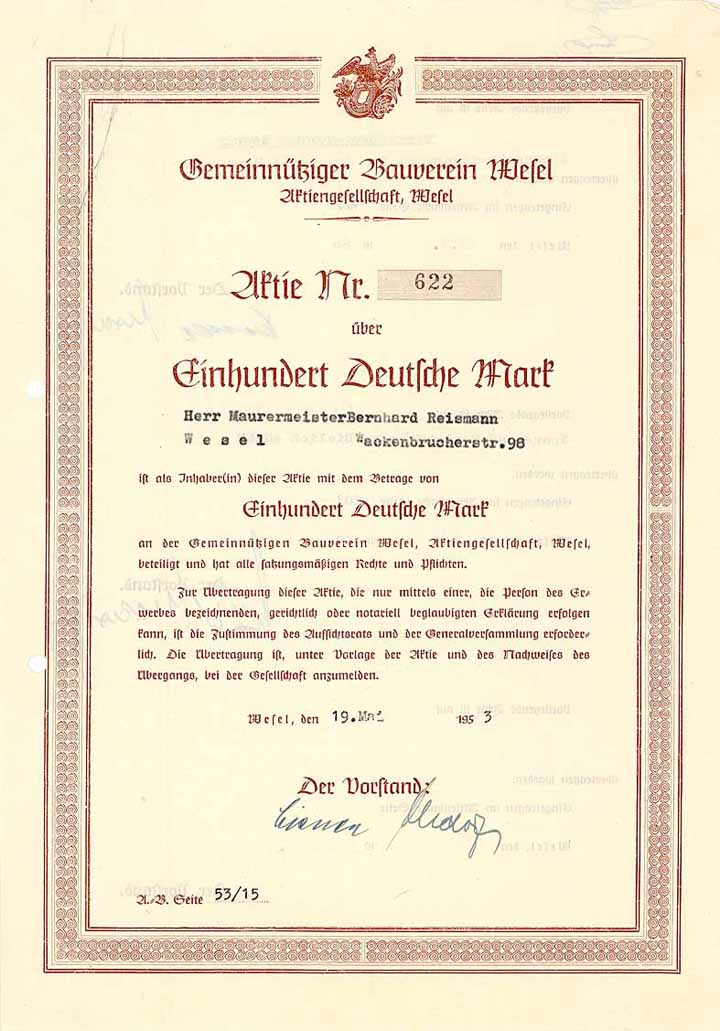 Gemeinnütziger Bauverein Wesel
Aktiengesellschaft, Wesel
Aktie Nr. 622
über
Einhundert Deutsche Mark
Herr MaurermeisterBernhard Reismann
W e s e l Wackenbrucherstr.98
ist als Inhaber(in) dieser Aktie mit dem Betrage von
Einhundert Deutsche Mark
an der Gemeinnützigen Bauverein Wesel, Aktiengesellschaft, Wesel,
beteiligt und hat alle satzungsmäßigen Rechte und Pflichten.
Zur Übertragung dieser Aktie, die nur mittels einer, die Person des Er-
werbes bezeichnenden, gerichtlich oder notariell beglaubigten Erklärung erfolgen
kann, ist die Zustimmung des Aufsichtsrats und der Generalversammlung erforder-
lich. Die Übertragung ist, unter Vorlage der Aktie und des Nachweises des
Übergangs, bei der Gesellschaft anzumelden.
Wesel, den 19.Mai 1953
Der Vorstand:
A.-B. Seite 53/15